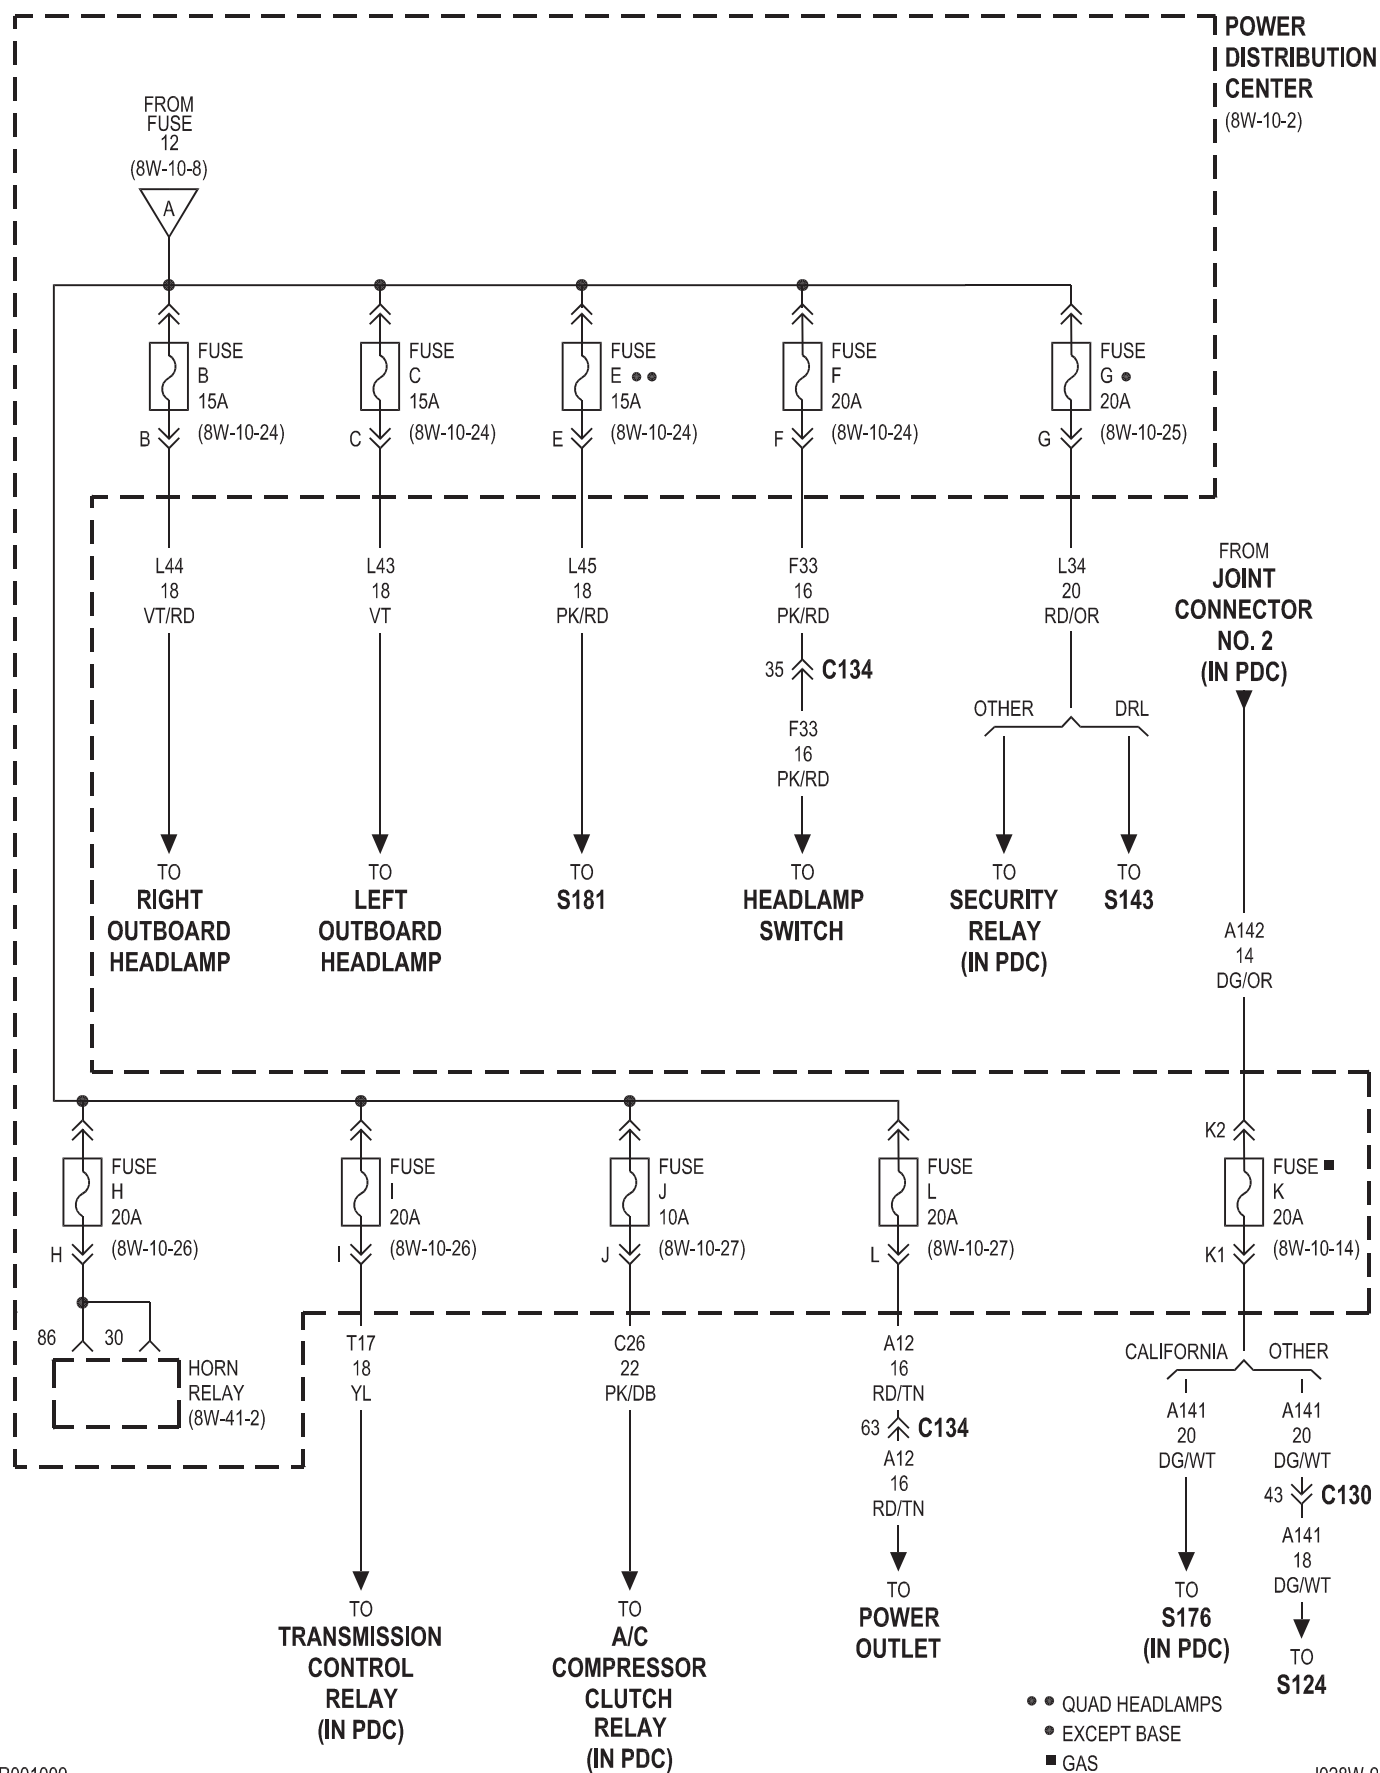 POWER
DISTRIBUTION
CENTER
(8W-10-2)
FROM
FUSE
12
(8W-10-8)
A
FUSE
B
15A
(8W-10-24)
B
FUSE
C
15A
(8W-10-24)
C
FUSE
E ● ●
15A
(8W-10-24)
E
FUSE
F
20A
(8W-10-24)
F
FUSE
G ●
20A
(8W-10-25)
G
L44
18
VT/RD
TO
RIGHT
OUTBOARD
HEADLAMP
L43
18
VT
TO
LEFT
OUTBOARD
HEADLAMP
L45
18
PK/RD
TO
S181
F33
16
PK/RD
35 C134
F33
16
PK/RD
TO
HEADLAMP
SWITCH
L34
20
RD/OR
OTHER DRL
TO
SECURITY
RELAY
(IN PDC)
TO
S143
FROM
JOINT
CONNECTOR
NO. 2
(IN PDC)
A142
14
DG/OR
FUSE
H
20A
(8W-10-26)
H
86 30
HORN
RELAY
(8W-41-2)
FUSE
I
20A
(8W-10-26)
I
T17
18
YL
TO
TRANSMISSION
CONTROL
RELAY
(IN PDC)
FUSE
J
10A
(8W-10-27)
J
C26
22
PK/DB
TO
A/C
COMPRESSOR
CLUTCH
RELAY
(IN PDC)
FUSE
L
20A
(8W-10-27)
L
A12
16
RD/TN
63 C134
A12
16
RD/TN
TO
POWER
OUTLET
K2
FUSE ■
K
20A
(8W-10-14)
K1
CALIFORNIA OTHER
A141
20
DG/WT
TO
S176
(IN PDC)
A141
20
DG/WT
43 C130
A141
18
DG/WT
TO
S124
● ● QUAD HEADLAMPS
● EXCEPT BASE
■ GAS